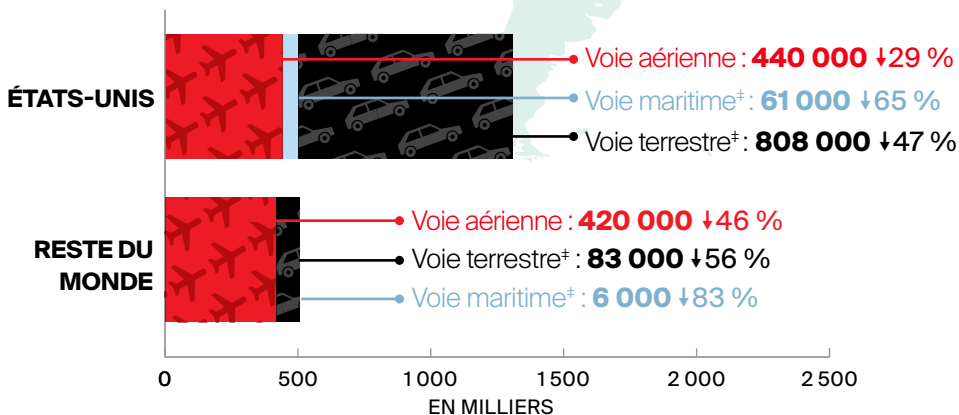 ÉTATS-UNIS
Voie aérienne : 440 000 ↓29 %
Voie maritime‡ : 61 000 ↓65 %
Voie terrestre‡ : 808 000 ↓47 %
RESTE DU
MONDE
Voie aérienne : 420 000 ↓46 %
Voie terrestre‡ : 83 000 ↓56 %
Voie maritime‡ : 6 000 ↓83 %
0 500 1 000 1 500 2 000 2 500
EN MILLIERS